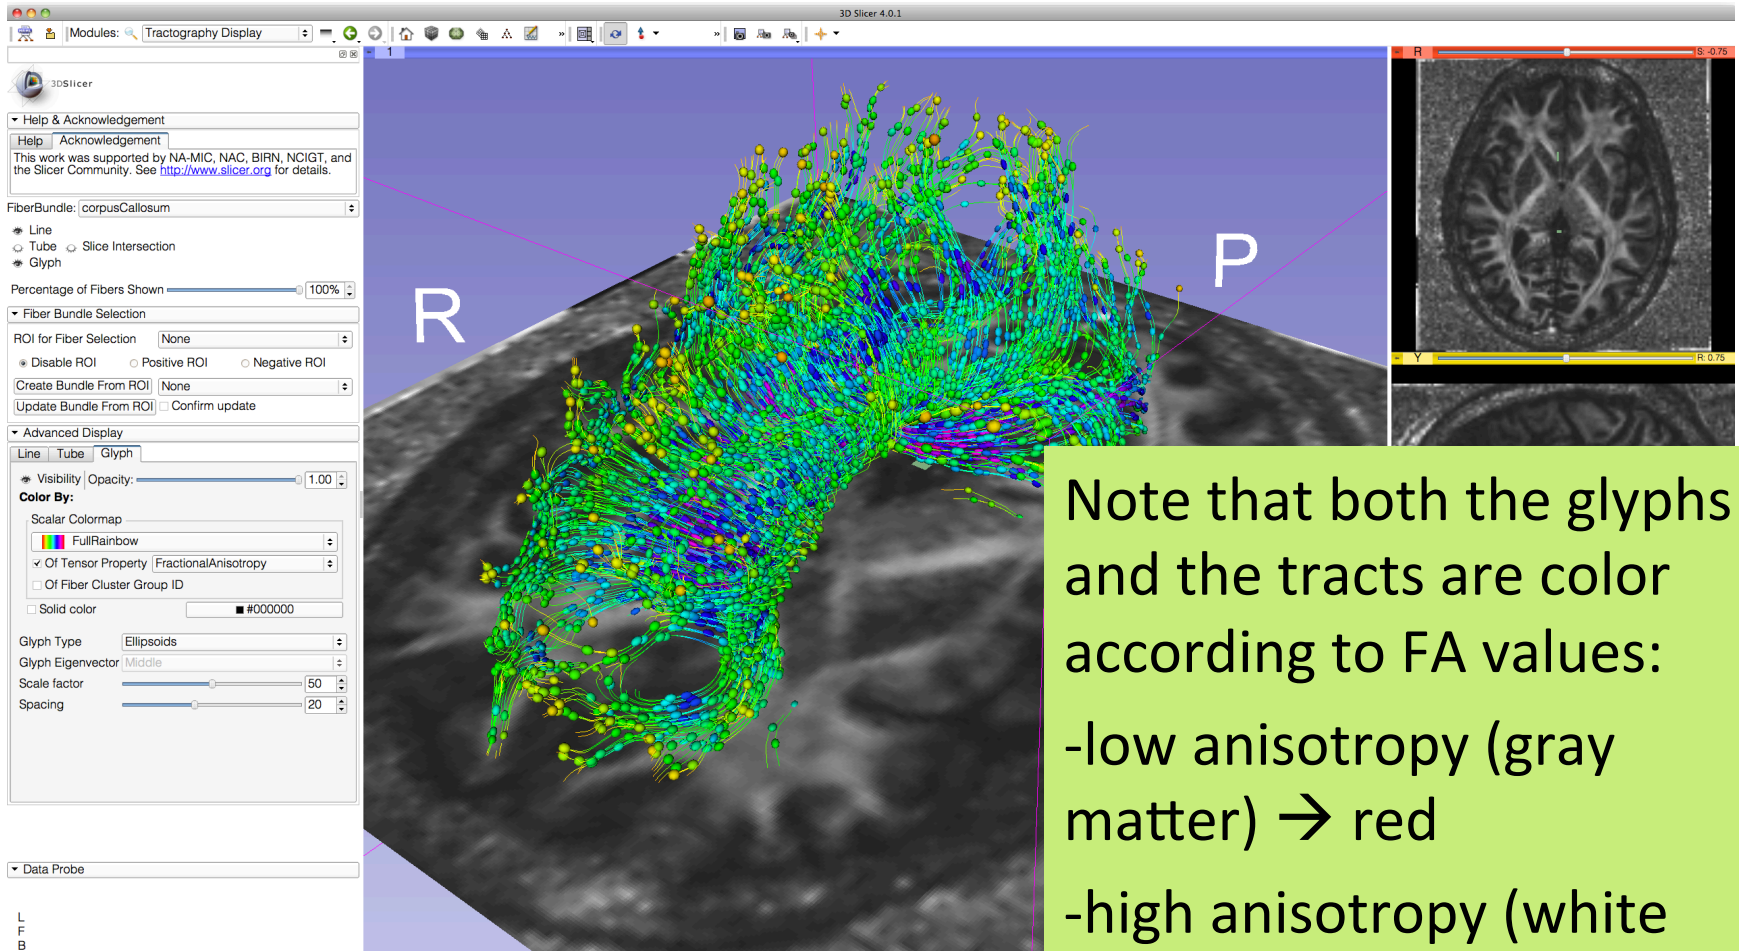 3D Slicer 4.0.1
Modules: Tractography Display
3DSlicer
Help & Acknowledgement
Help Acknowledgement
This work was supported by NA-MIC, NAC, BIRN, NCIGT, and
the Slicer Community. See http://www.slicer.org for details.
FiberBundle: corpusCallosum
Line
Tube Slice Intersection
Glyph
Percentage of Fibers Shown 100%
Fiber Bundle Selection
ROI for Fiber Selection None
Disable ROI Positive ROI Negative ROI
Create Bundle From ROI None
Update Bundle From ROI Confirm update
Advanced Display
Line Tube Glyph
Visibility Opacity: 1.00
Color By:
Scalar Colormap
FullRainbow
Of Tensor Property FractionalAnisotropy
Of Fiber Cluster Group ID
Solid color #000000
Glyph Type Ellipsoids
Glyph Eigenvector Middle
Scale factor 50
Spacing 20
Data Probe
L
F
B
1
R
P
R S: -0.75
Y R: 0.75
Note that both the glyphs
and the tracts are color
according to FA values:
-low anisotropy (gray
matter) → red
-high anisotropy (white